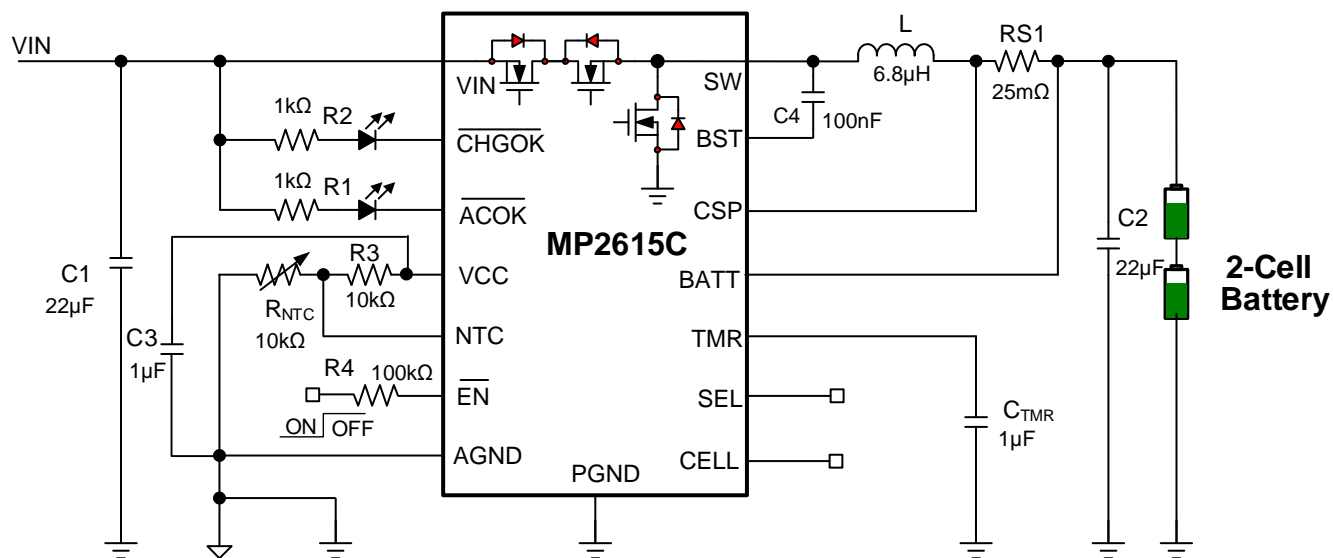 VIN
L
6.8µH
RS1
25mΩ
VIN
SW
C4
100nF
1kΩ
R2
CHGOK
BST
1kΩ
R1
ACOK
CSP
MP2615C
C2
22µF
C1
22µF
R3
10kΩ
VCC
BATT
2-Cell
Battery
RNTC
10kΩ
C3
1µF
NTC
TMR
R4
100kΩ
EN
ON
OFF
SEL
CTMR
1µF
AGND
CELL
PGND